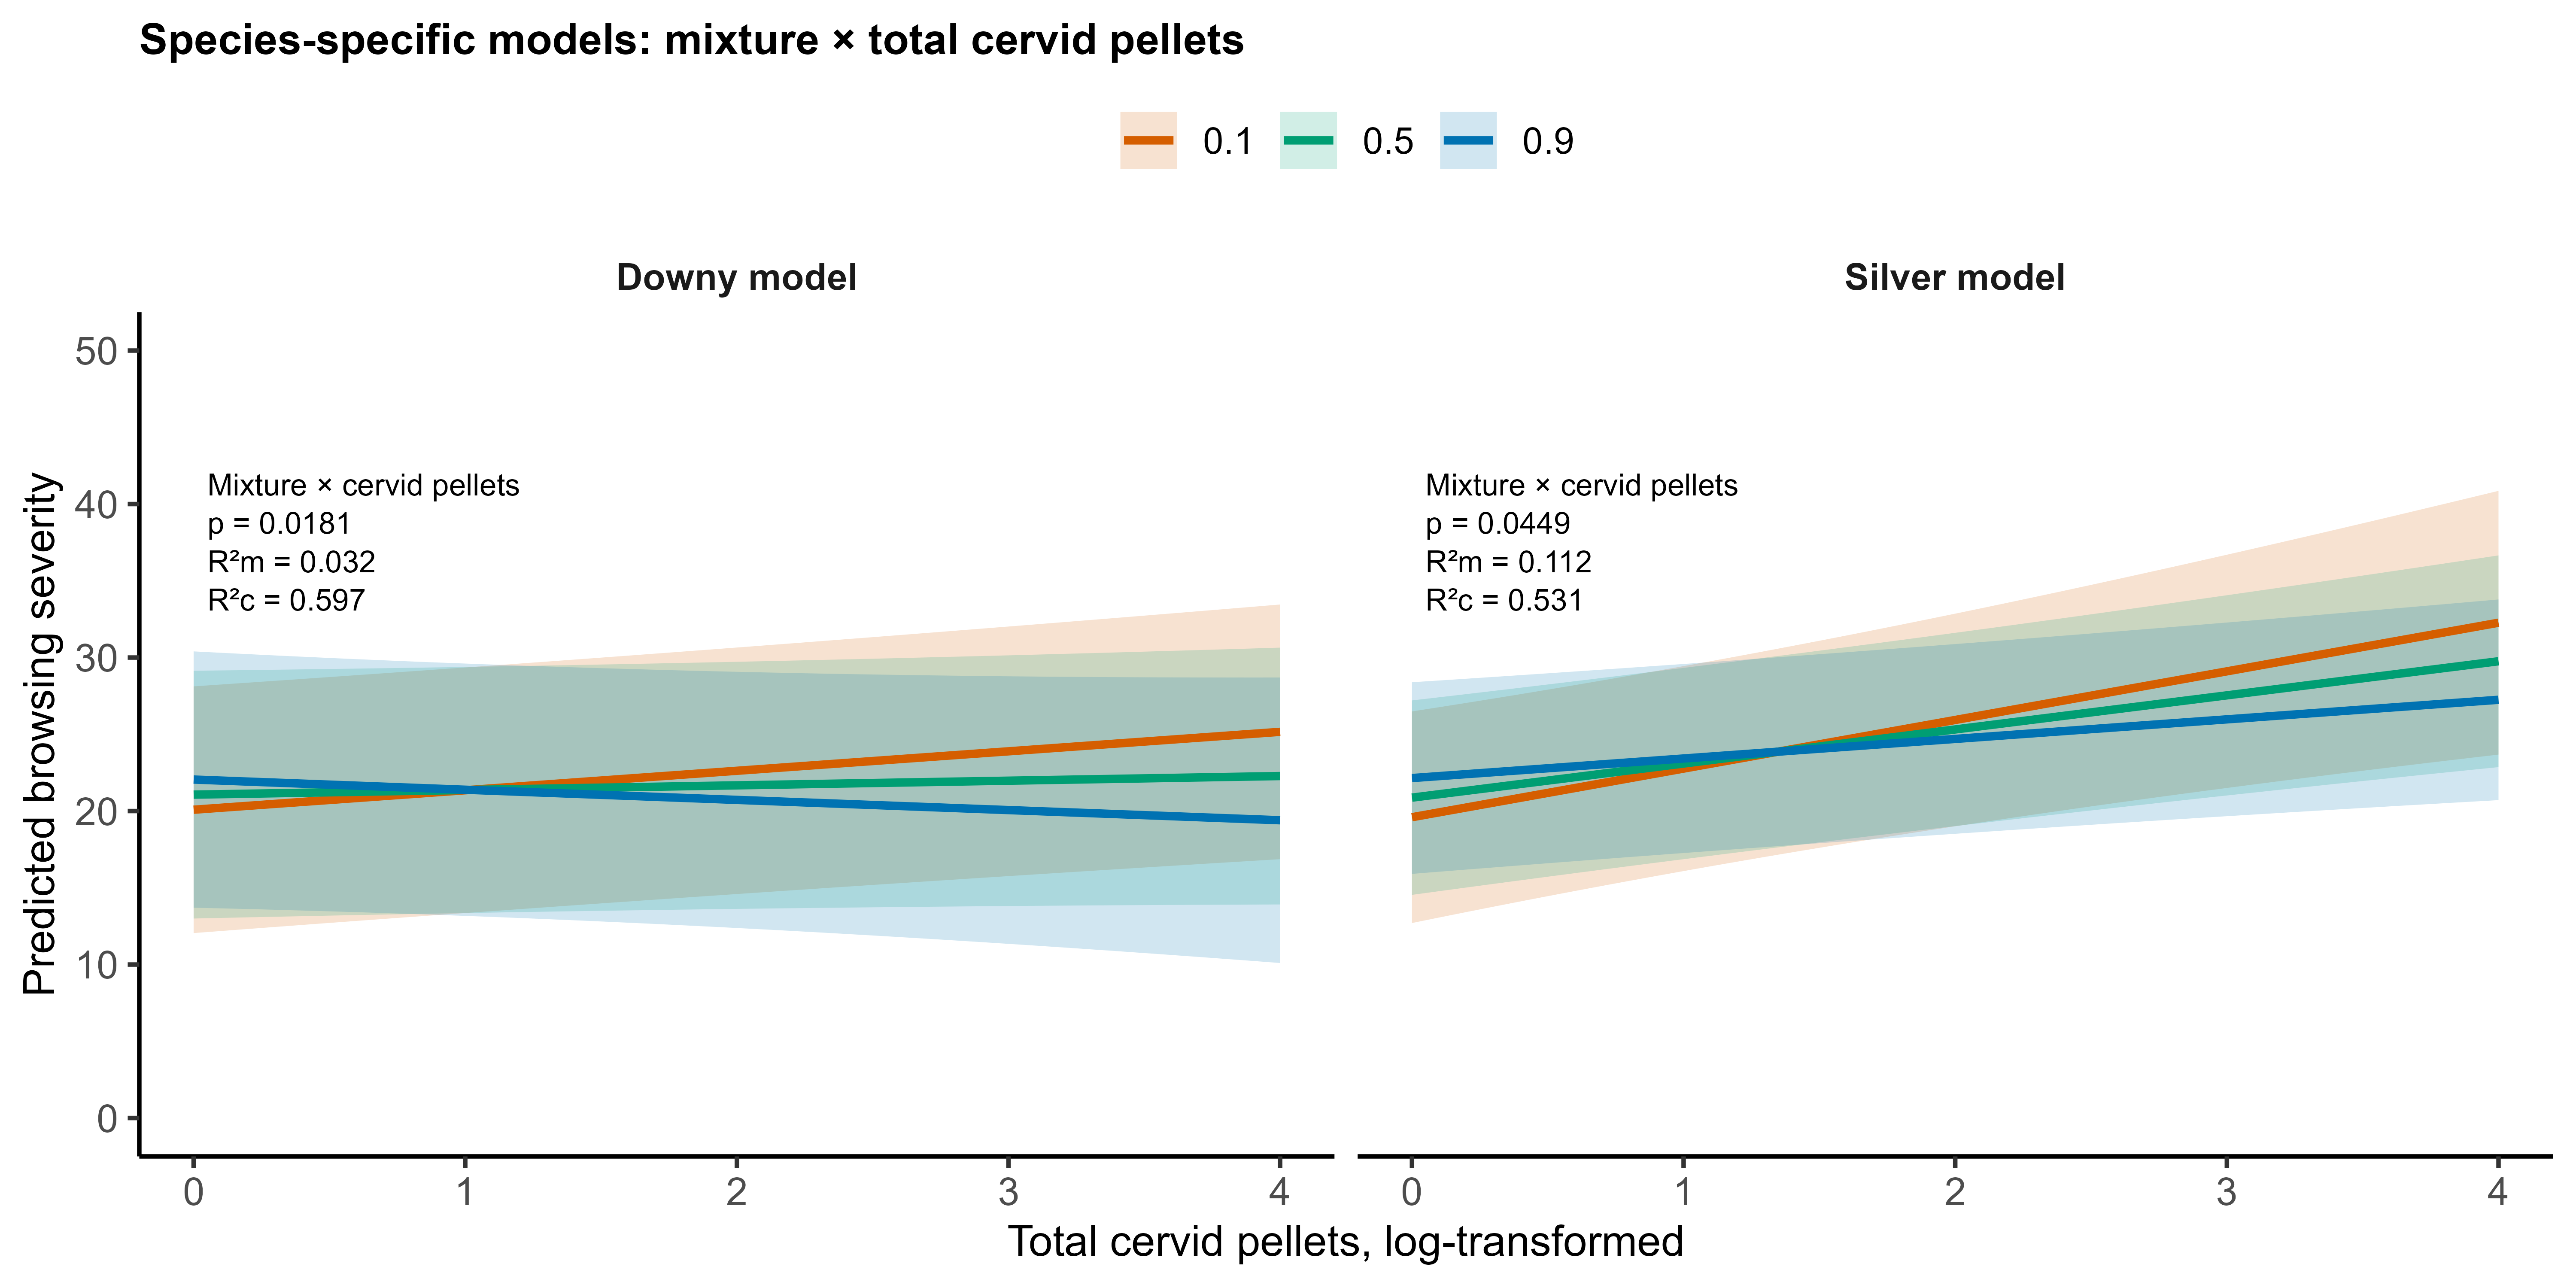 Species-specific models: mixture × total cervid pellets
0.1 0.5 0.9
Downy model
Silver model
Predicted browsing severity
50
40
30
20
10
0
Mixture × cervid pellets
p = 0.0181
R²m = 0.032
R²c = 0.597
Mixture × cervid pellets
p = 0.0449
R²m = 0.112
R²c = 0.531
0 1 2 3 4
0 1 2 3 4
Total cervid pellets, log-transformed